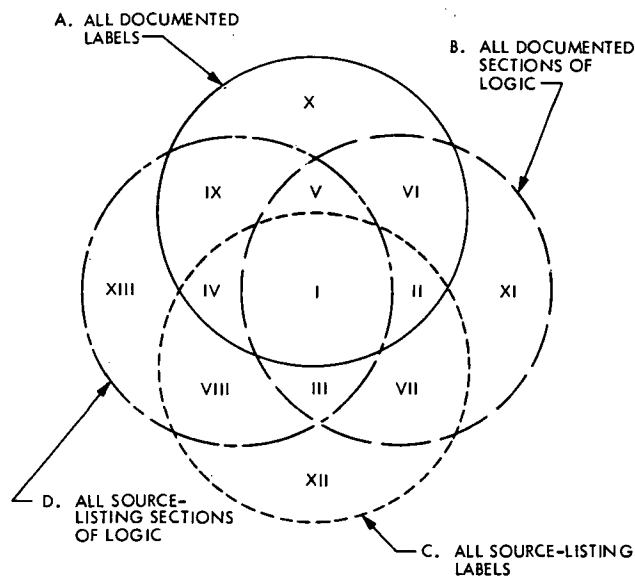 A. ALL DOCUMENTED
LABELS
B. ALL DOCUMENTED
SECTIONS OF
LOGIC
X
IX
V
VI
XIII
IV
I
II
XI
VIII
III
VII
XII
D. ALL SOURCE-
LISTING SECTIONS
OF LOGIC
C. ALL SOURCE-LISTING
LABELS